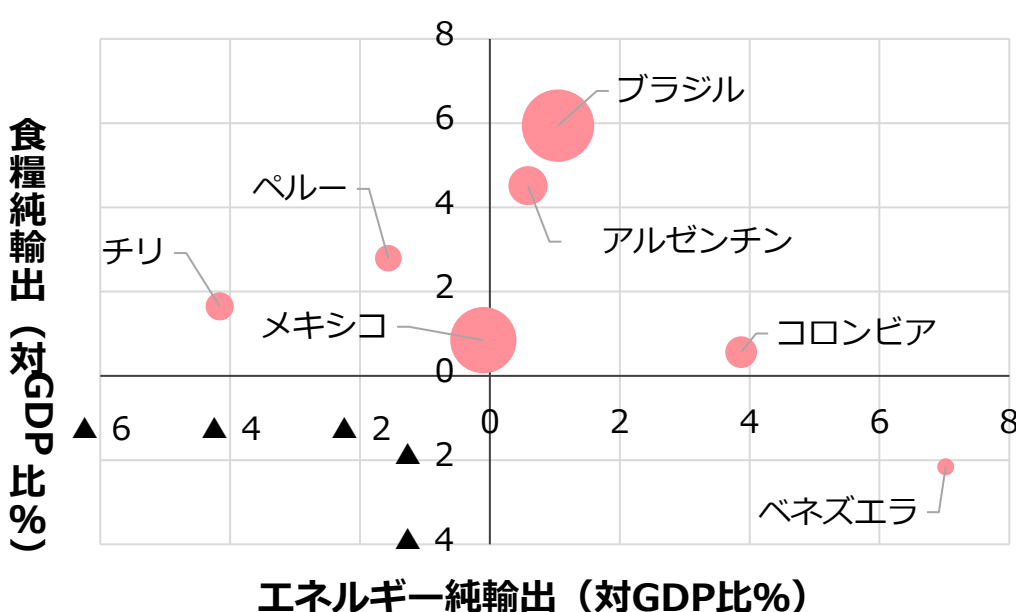 食糧純輸出（対GDP比%）
8
6
4
2
0
▲ 2
▲ 4
▲ 6
▲ 4
▲ 2
0
2
4
6
8
ブラジル
アルゼンチン
ペルー
チリ
メキシコ
コロンビア
ベネズエラ
エネルギー純輸出（対GDP比%）